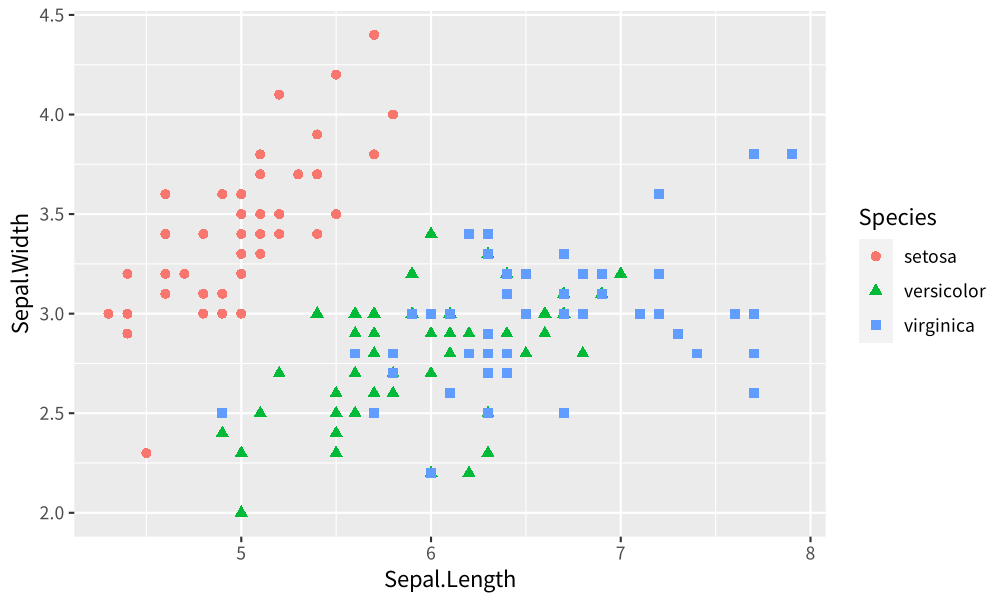 4.5
4.0
3.5
3.0
2.5
2.0
Sepal.Width
5 6 7 8
Sepal.Length
Species
setosa
versicolor
virginica